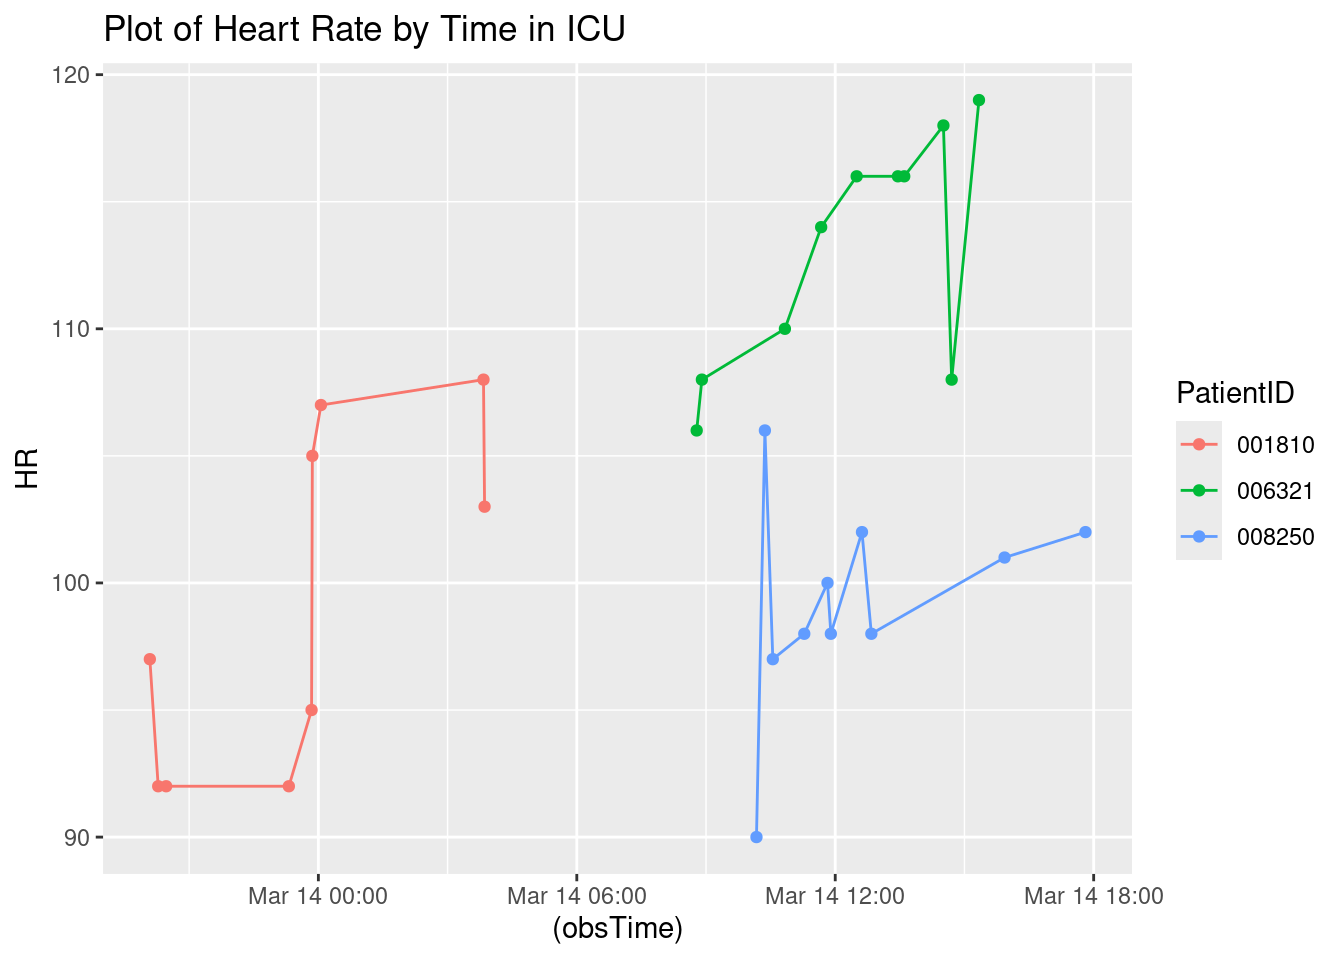 Plot of Heart Rate by Time in ICU
120
110
100
90
HR
Mar 14 00:00
Mar 14 06:00
Mar 14 12:00
Mar 14 18:00
(obsTime)
PatientID
001810
006321
008250